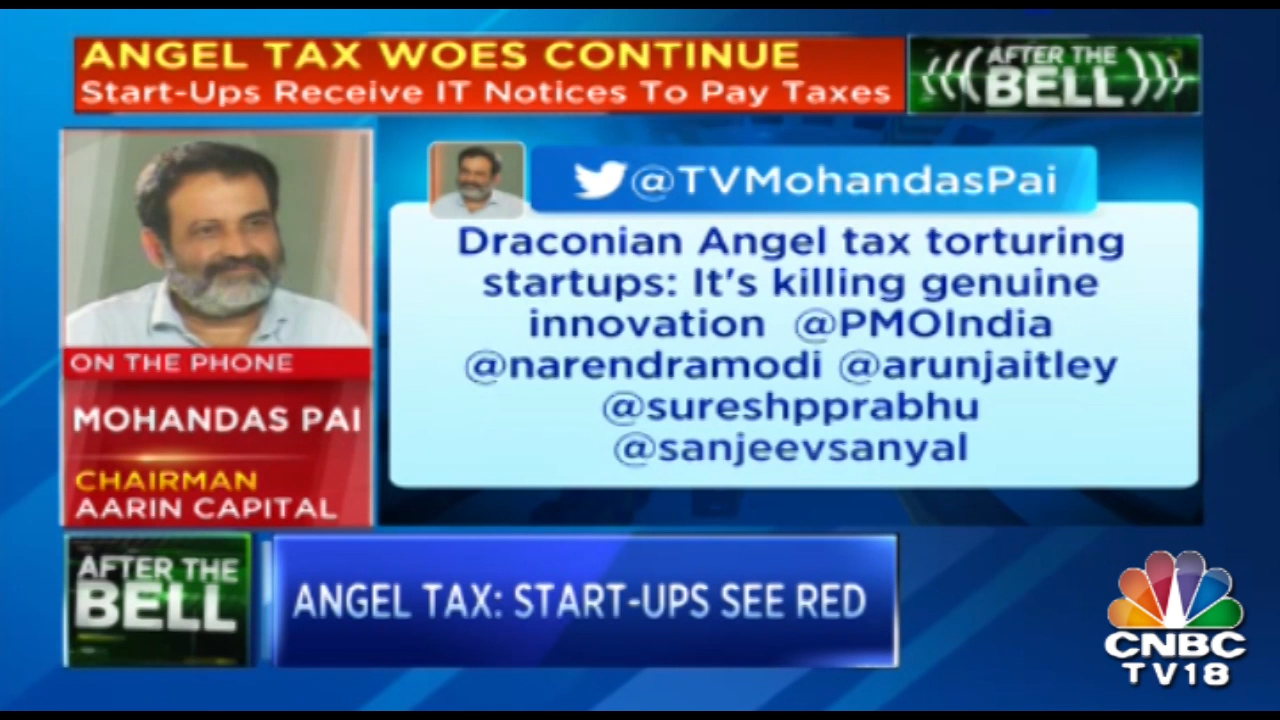 ANGEL TAX WOES CONTINUE
Start-Ups Receive IT Notices To Pay Taxes
AFTER THE
BELL
@TVMohandasPai
Draconian Angel tax torturing
startups: It's killing genuine
innovation @PMOIndia
@narendramodi @arunjaitley
@sureshpprabhu
@sanjeevsanyal
ON THE PHONE
MOHANDAS PAI
CHAIRMAN
AARIN CAPITAL
AFTER THE
BELL
ANGEL TAX: START-UPS SEE RED
CNBC
TV18